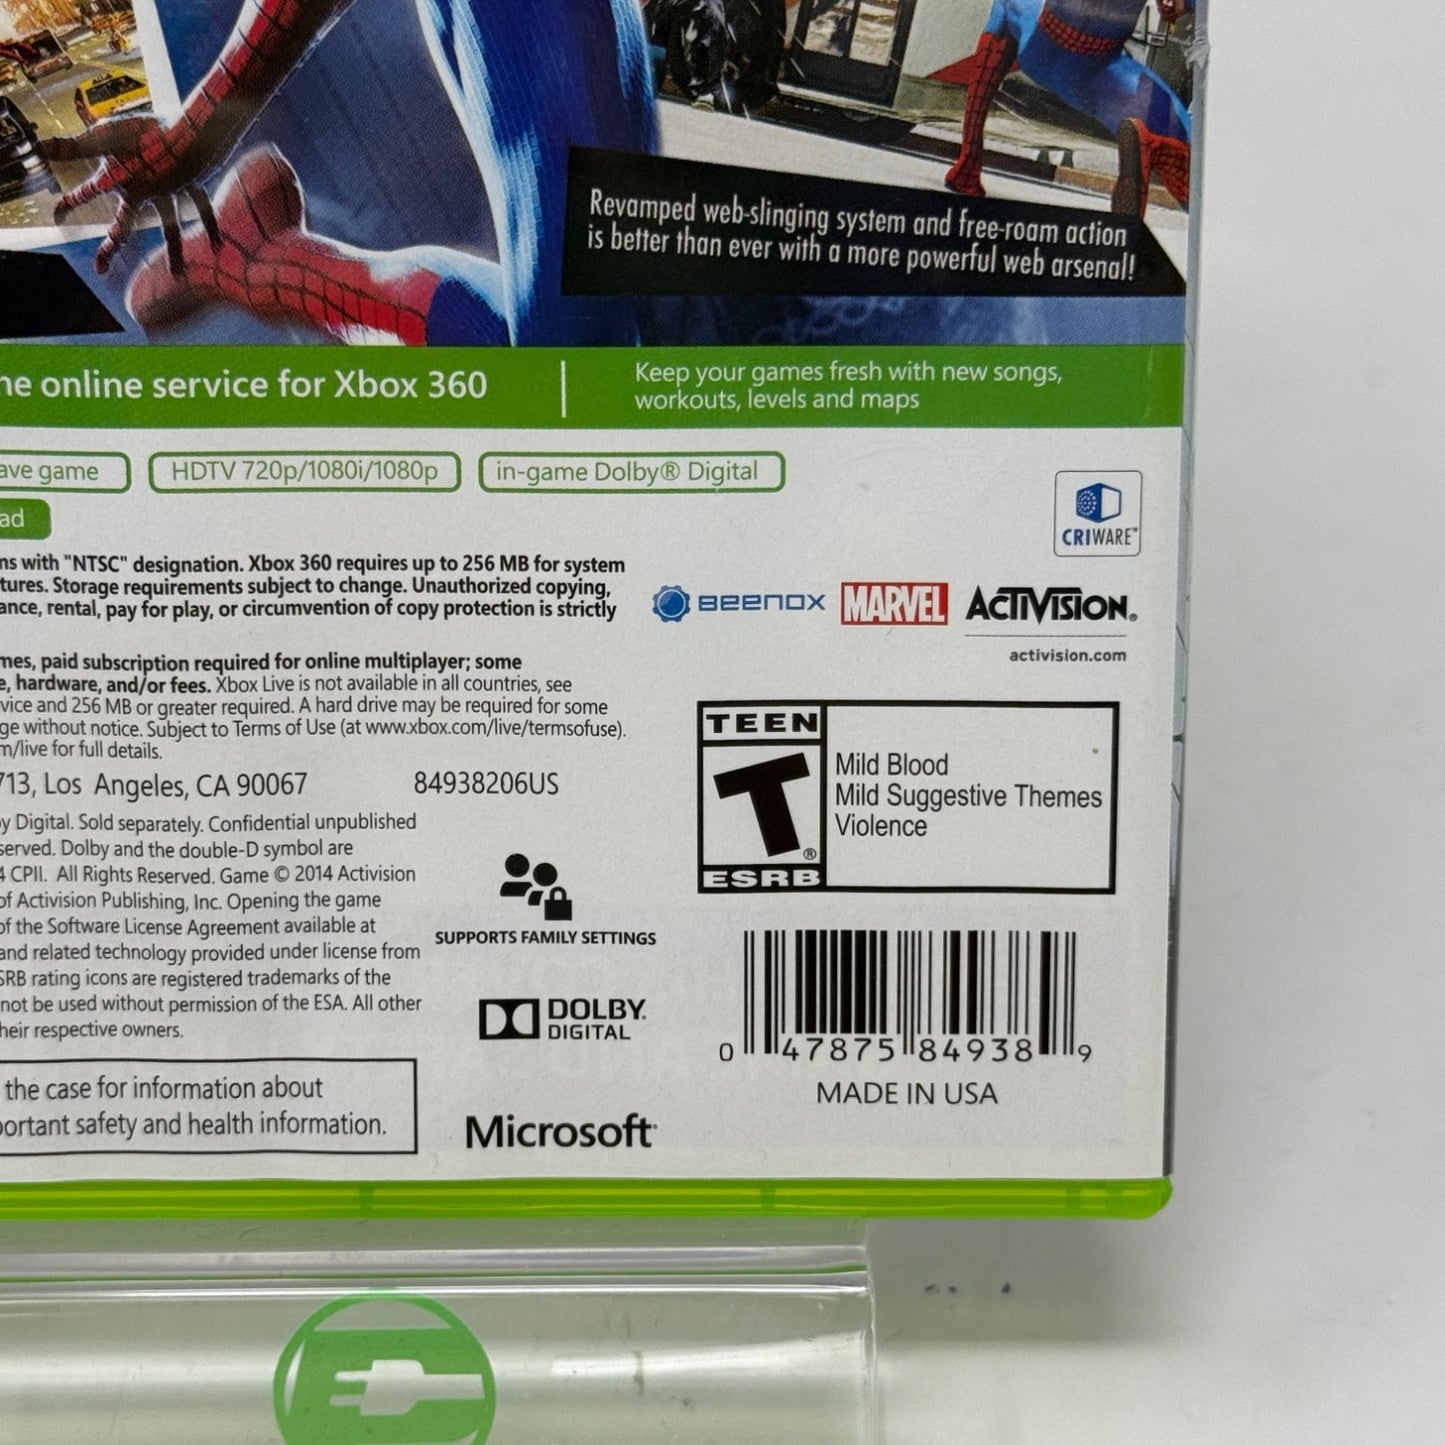 Revamped web-slinging system and free-roam action
is better than ever with a more powerful web arsenal!
online service for Xbox 360
Keep your games fresh with new songs,
workouts, levels and maps
game
HDTV 720p/1080i/1080p
in-game Dolby® Digital
CRIWARE™
with "NTSC" designation. Xbox 360 requires up to 256 MB for system
Storage requirements subject to change. Unauthorized copying,
rental, pay for play, or circumvention of copy protection is strictly
BEENOX
MARVEL
ACTIVISION®
activision.com
paid subscription required for online multiplayer; some
hardware, and/or fees. Xbox Live is not available in all countries, see
and 256 MB or greater required. A hard drive may be required for some
without notice. Subject to Terms of Use (at www.xbox.com/live/termsofuse).
m/live for full details.
713, Los Angeles, CA 90067
84938206US
Digital. Sold separately. Confidential unpublished
Dolby and the double-D symbol are
4 CPII. All Rights Reserved. Game © 2014 Activision
of Activision Publishing, Inc. Opening the game
of the Software License Agreement available at
and related technology provided under license from
SRB rating icons are registered trademarks of the
not be used without permission of the ESA. All other
heir respective owners.
the case for information about
portant safety and health information.
SUPPORTS FAMILY SETTINGS
DOLBY
DIGITAL
Microsoft
TEEN
T®
ESRB
Mild Blood
Mild Suggestive Themes
Violence
0 47875 84938 9
MADE IN USA